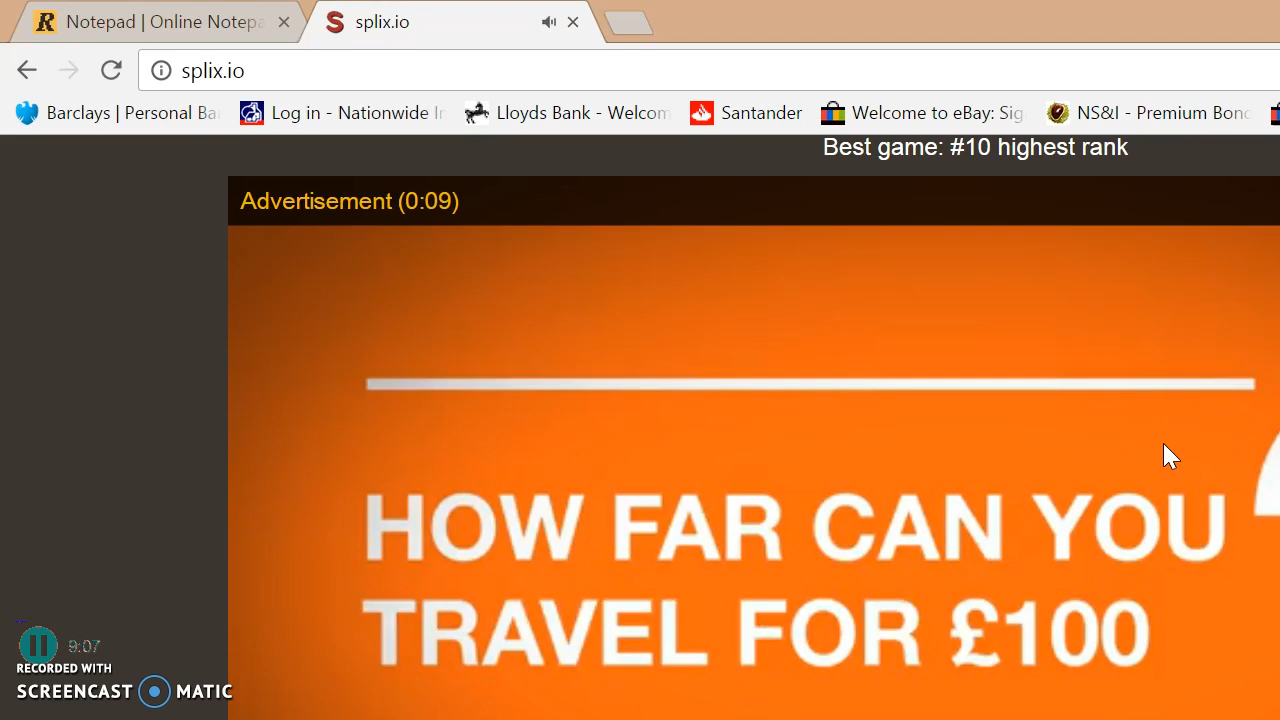 Notepad | Online Notepa
splix.io
splix.io
Barclays | Personal Ba
Log in - Nationwide In
Lloyds Bank - Welcom
Santander
Welcome to eBay: Sig
NS&I - Premium Bond
Best game: #10 highest rank
Advertisement (0:09)
HOW FAR CAN YOU
TRAVEL FOR £100
9:07
RECORDED WITH
SCREENCAST MATIC